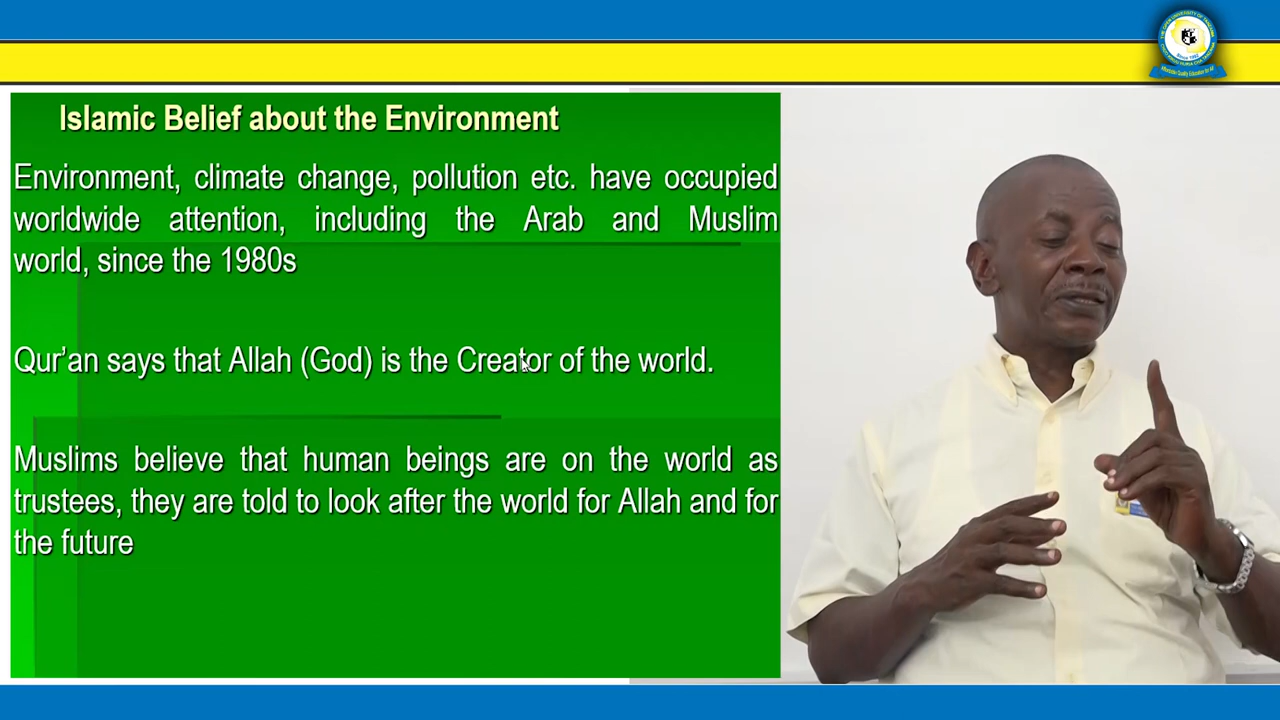 Islamic Belief about the Environment
Environment, climate change, pollution etc. have occupied
worldwide attention, including the Arab and Muslim
world, since the 1980s
Qur’an says that Allah (God) is the Creator of the world.
Muslims believe that human beings are on the world as
trustees, they are told to look after the world for Allah and for
the future